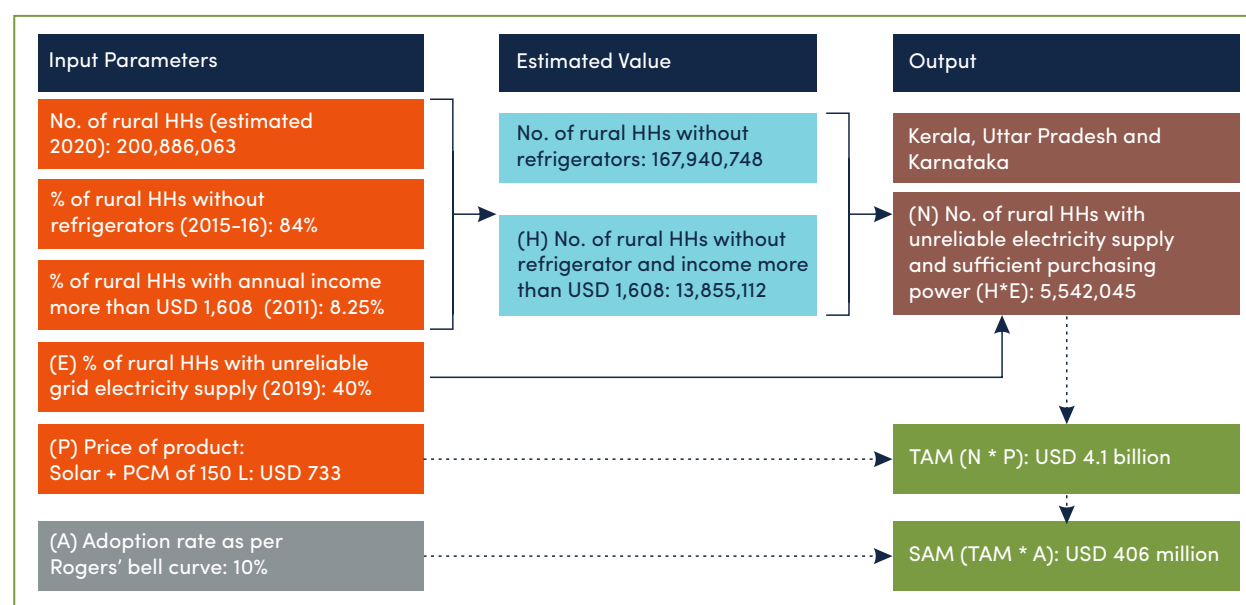 Input Parameters
No. of rural HHs (estimated
2020): 200,886,063
% of rural HHs without
refrigerators (2015-16): 84%
% of rural HHs with annual income
more than USD 1,608 (2011): 8.25%
(E) % of rural HHs with unreliable
grid electricity supply (2019): 40%
(P) Price of product:
Solar + PCM of 150 L: USD 733
(A) Adoption rate as per
Rogers’ bell curve: 10%
Estimated Value
No. of rural HHs without
refrigerators: 167,940,748
(H) No. of rural HHs without
refrigerator and income more
than USD 1,608: 13,855,112
Output
Kerala, Uttar Pradesh and
Karnataka
(N) No. of rural HHs with
unreliable electricity supply
and sufficient purchasing
power (H*E): 5,542,045
TAM (N * P): USD 4.1 billion
SAM (TAM * A): USD 406 million